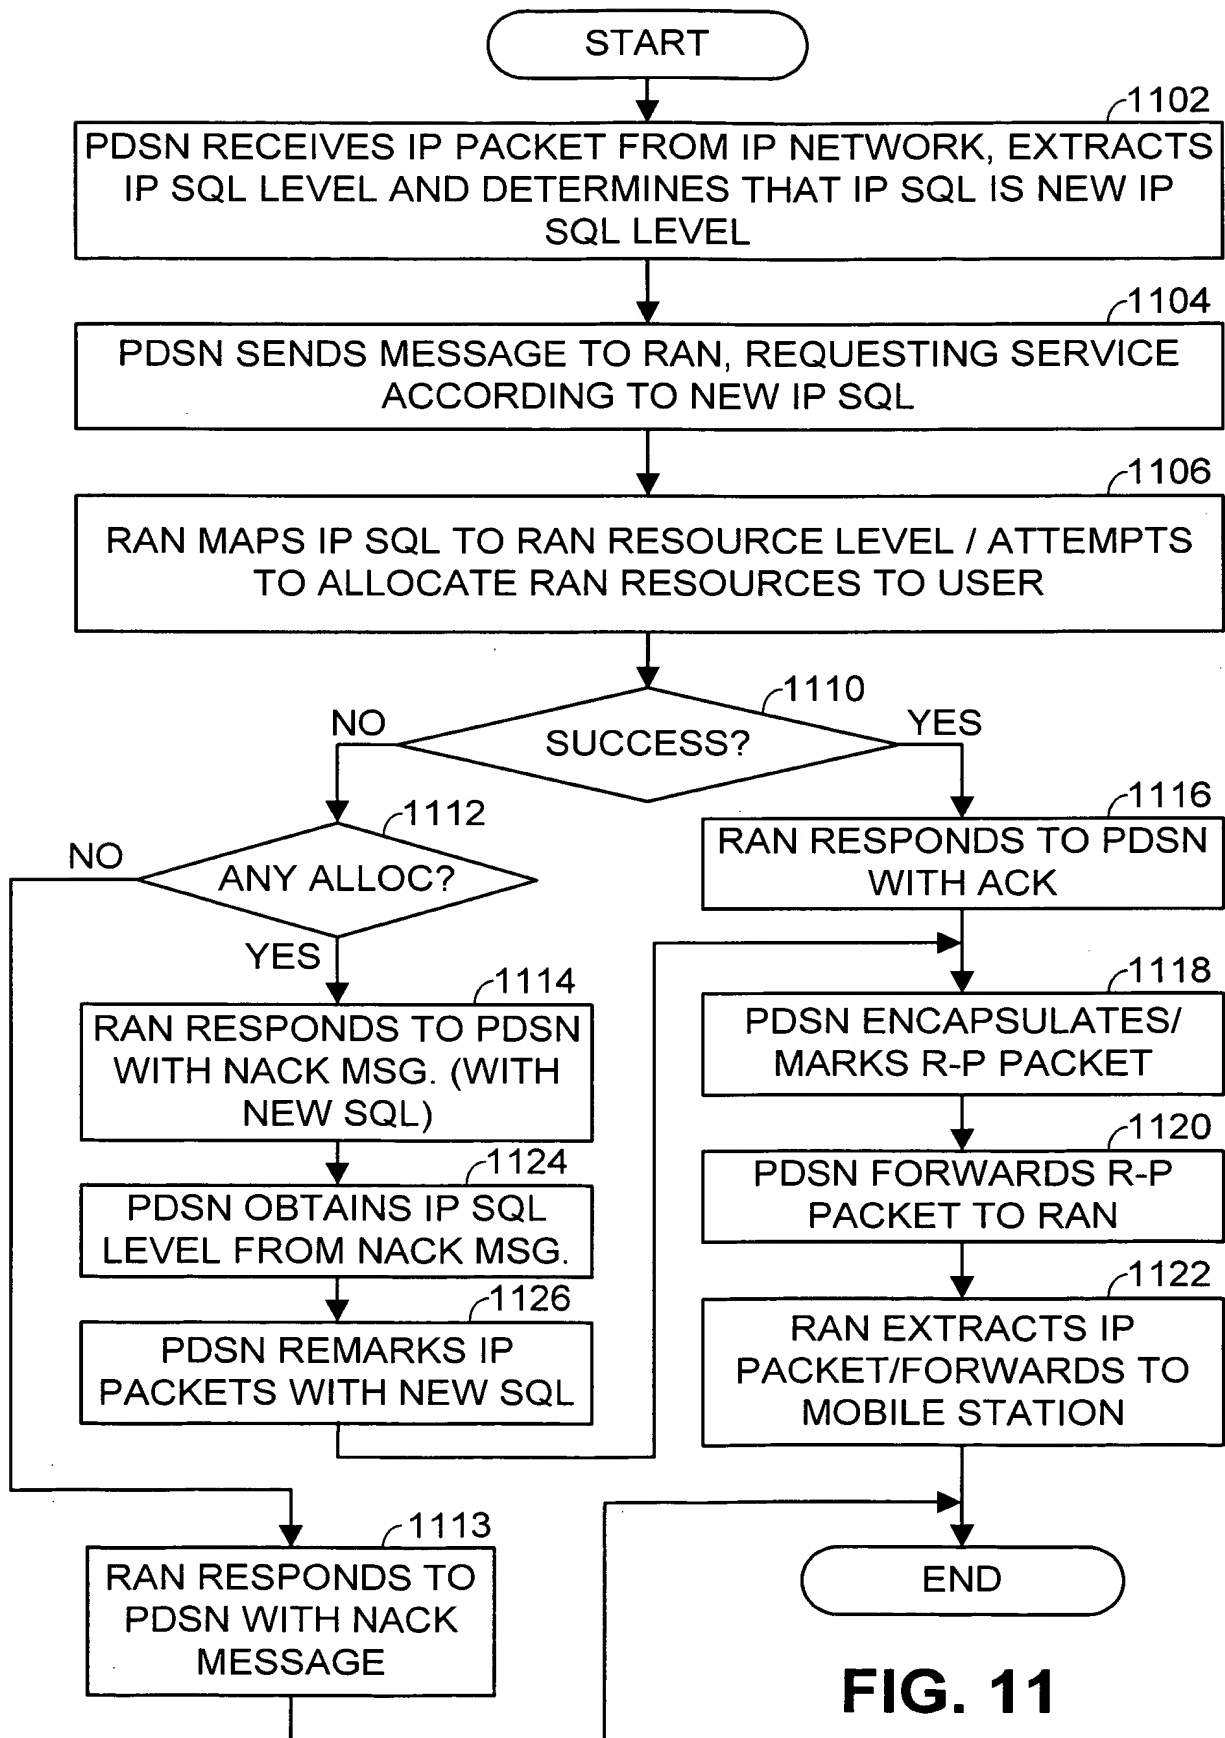 START
1102
PDSN RECEIVES IP PACKET FROM IP NETWORK, EXTRACTS
IP SQL LEVEL AND DETERMINES THAT IP SQL IS NEW IP
SQL LEVEL
1104
PDSN SENDS MESSAGE TO RAN, REQUESTING SERVICE
ACCORDING TO NEW IP SQL
1106
RAN MAPS IP SQL TO RAN RESOURCE LEVEL / ATTEMPTS
TO ALLOCATE RAN RESOURCES TO USER
1110
NO
SUCCESS?
YES
1112
NO
ANY ALLOC?
YES
1114
RAN RESPONDS TO PDSN
WITH NACK MSG. (WITH
NEW SQL)
1124
PDSN OBTAINS IP SQL
LEVEL FROM NACK MSG.
1126
PDSN REMARKS IP
PACKETS WITH NEW SQL
1116
RAN RESPONDS TO PDSN
WITH ACK
1118
PDSN ENCAPSULATES/
MARKS R-P PACKET
1120
PDSN FORWARDS R-P
PACKET TO RAN
1122
RAN EXTRACTS IP
PACKET/FORWARDS TO
MOBILE STATION
1113
RAN RESPONDS TO
PDSN WITH NACK
MESSAGE
END
FIG. 11